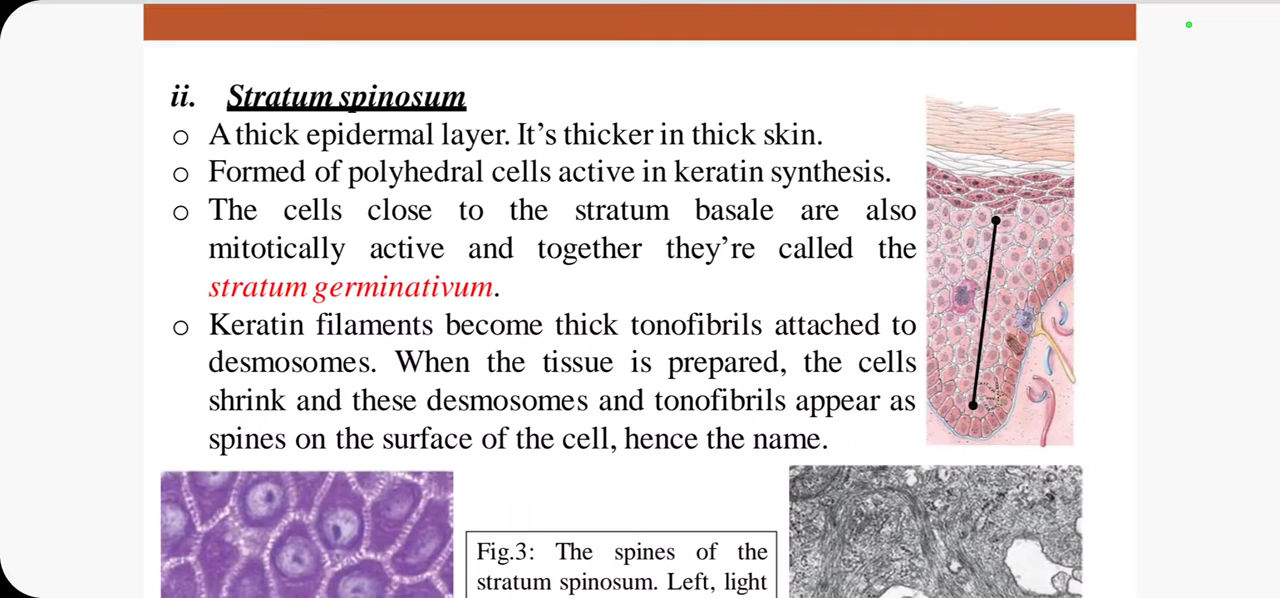 ii. Stratum spinosum
o A thick epidermal layer. It’s thicker in thick skin.
o Formed of polyhedral cells active in keratin synthesis.
o The cells close to the stratum basale are also
mitotically active and together they’re called the
stratum germinativum.
o Keratin filaments become thick tonofibrils attached to
desmosomes. When the tissue is prepared, the cells
shrink and these desmosomes and tonofibrils appear as
spines on the surface of the cell, hence the name.
Fig.3: The spines of the
stratum spinosum. Left, light